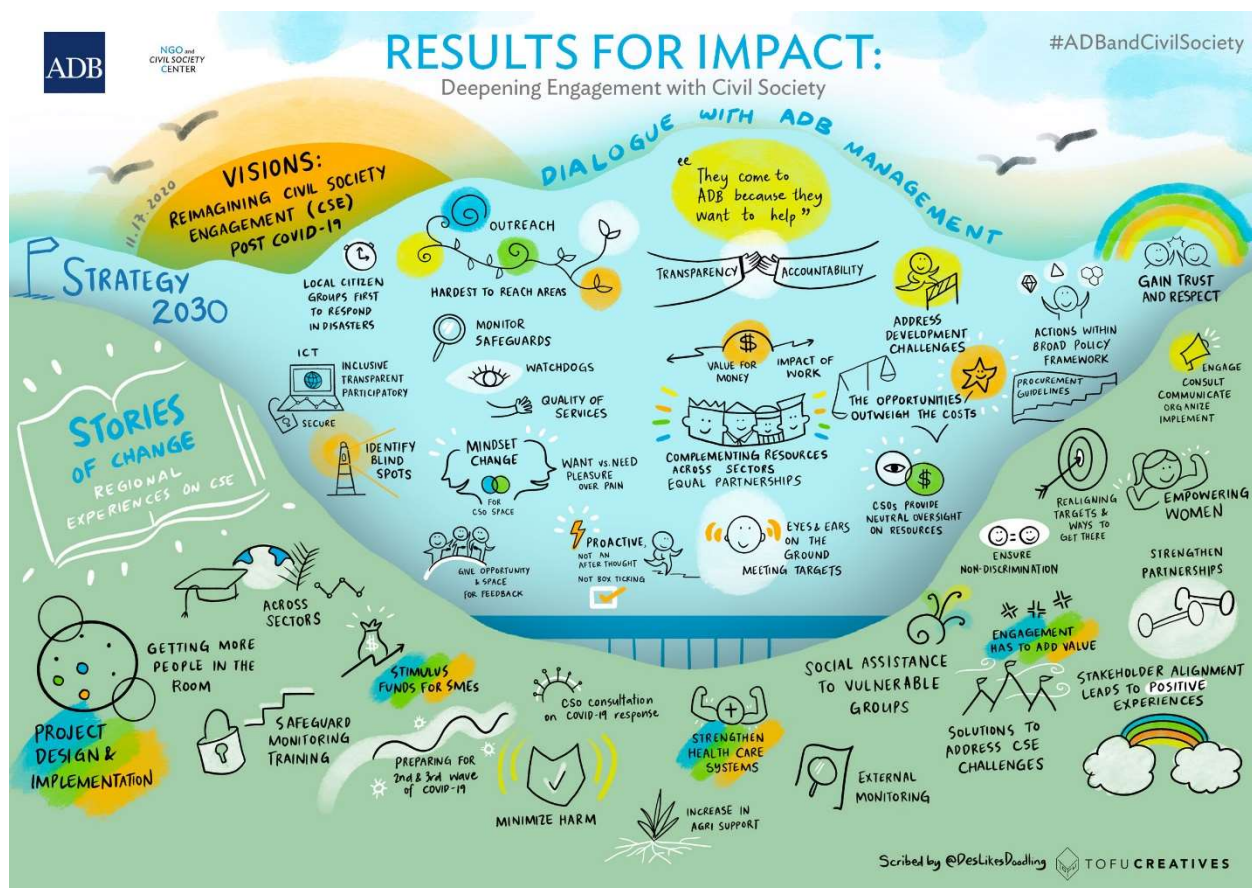 ADB
NGO and
CIVIL SOCIETY
CENTER
RESULTS FOR IMPACT:
Deepening Engagement with Civil Society
#ADBandCivilSociety
11.17.2020
VISIONS:
REIMAGINING CIVIL SOCIETY
ENGAGEMENT (CSE)
POST COVID-19
DIALOGUE WITH ADB MANAGEMENT
STRATEGY
2030
"They come to
ADB because they
want to help"
LOCAL CITIZEN
GROUPS FIRST
TO RESPOND
IN DISASTERS
OUTREACH
HARDEST TO REACH AREAS
TRANSPARENCY
ACCOUNTABILITY
ADDRESS
DEVELOPMENT
CHALLENGES
ACTIONS WITHIN
BROAD POLICY
FRAMEWORK
GAIN TRUST
AND RESPECT
MONITOR
SAFEGUARDS
ICT
INCLUSIVE
TRANSPARENT
PARTICIPATORY
SECURE
WATCHDOGS
QUALITY OF
SERVICES
$
VALUE FOR
MONEY
IMPACT OF
WORK
THE OPPORTUNITIES
OUTWEIGH THE COSTS
PROCUREMENT
GUIDELINES
ENGAGE
CONSULT
COMMUNICATE
ORGANIZE
IMPLEMENT
STORIES
OF CHANGE
REGIONAL
EXPERIENCES ON CSE
IDENTIFY
BLIND
SPOTS
MINDSET
CHANGE
FOR
CSO SPACE
WANT VS. NEED
PLEASURE
OVER PAIN
COMPLEMENTING RESOURCES
ACROSS SECTORS
EQUAL PARTNERSHIPS
$
CSOs PROVIDE
NEUTRAL OVERSIGHT
ON RESOURCES
REALIGNING
TARGETS &
WAYS TO
GET THERE
EMPOWERING
WOMEN
GIVE OPPORTUNITY
& SPACE
FOR FEEDBACK
PROACTIVE,
NOT AN
AFTER THOUGHT
NOT BOX TICKING
EYES & EARS
ON THE
GROUND
MEETING TARGETS
=
ENSURE
NON-DISCRIMINATION
STRENGTHEN
PARTNERSHIPS
ACROSS
SECTORS
GETTING MORE
PEOPLE IN THE
ROOM
$
STIMULUS
FUNDS FOR SMES
PROJECT
DESIGN &
IMPLEMENTATION
SAFEGUARD
MONITORING
TRAINING
PREPARING FOR
2nd & 3rd WAVE
of COVID-19
CSO CONSULTATION
ON COVID-19 RESPONSE
MINIMIZE HARM
STRENGTHEN
HEALTH CARE
SYSTEMS
INCREASE IN
AGRI SUPPORT
SOCIAL ASSISTANCE
TO VULNERABLE
GROUPS
EXTERNAL
MONITORING
ENGAGEMENT
HAS TO ADD VALUE
SOLUTIONS TO
ADDRESS CSE
CHALLENGES
STAKEHOLDER ALIGNMENT
LEADS TO POSITIVE
EXPERIENCES
Scribed by @DesLikesDoodling
TOFU CREATIVES